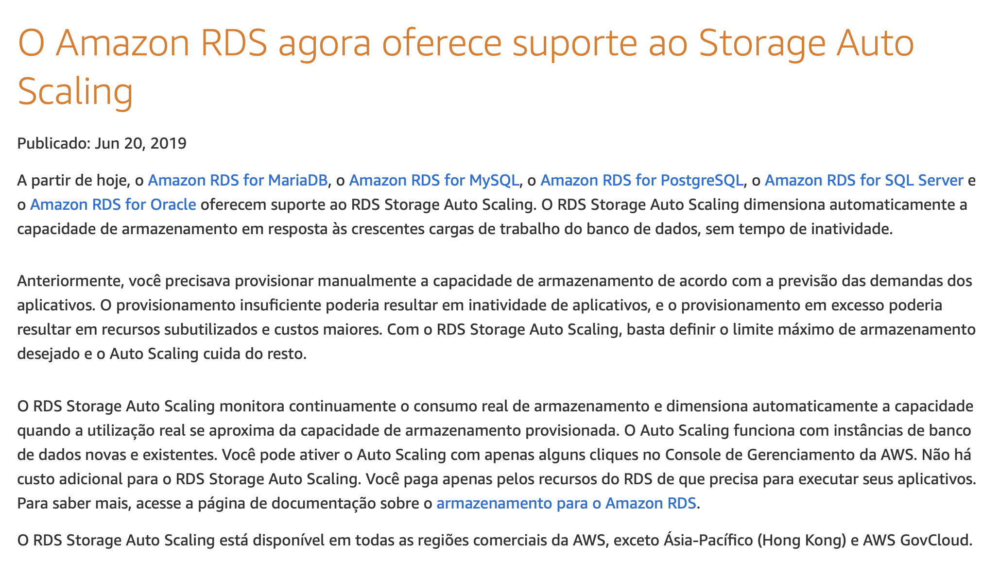 O Amazon RDS agora oferece suporte ao Storage Auto
Scaling
Publicado: Jun 20, 2019
A partir de hoje, o Amazon RDS for MariaDB, o Amazon RDS for MySQL, o Amazon RDS for PostgreSQL, o Amazon RDS for SQL Server e
o Amazon RDS for Oracle oferecem suporte ao RDS Storage Auto Scaling. O RDS Storage Auto Scaling dimensiona automaticamente a
capacidade de armazenamento em resposta às crescentes cargas de trabalho do banco de dados, sem tempo de inatividade.
Anteriormente, você precisava provisionar manualmente a capacidade de armazenamento de acordo com a previsão das demandas dos
aplicativos. O provisionamento insuficiente poderia resultar em inatividade de aplicativos, e o provisionamento em excesso poderia
resultar em recursos subutilizados e custos maiores. Com o RDS Storage Auto Scaling, basta definir o limite máximo de armazenamento
desejado e o Auto Scaling cuida do resto.
O RDS Storage Auto Scaling monitora continuamente o consumo real de armazenamento e dimensiona automaticamente a capacidade
quando a utilização real se aproxima da capacidade de armazenamento provisionada. O Auto Scaling funciona com instâncias de banco
de dados novas e existentes. Você pode ativer o Auto Scaling com apenas alguns cliques no Console de Gerenciamento da AWS. Não há
custo adicional para o RDS Storage Auto Scaling. Você paga apenas pelos recursos do RDS de que precisa para executar seus aplicativos.
Para saber mais, acesse a página de documentação sobre o armazenamento para o Amazon RDS.
O RDS Storage Auto Scaling está disponível em todas as regiões comerciais da AWS, exceto Ásia-Pacífico (Hong Kong) e AWS GovCloud.